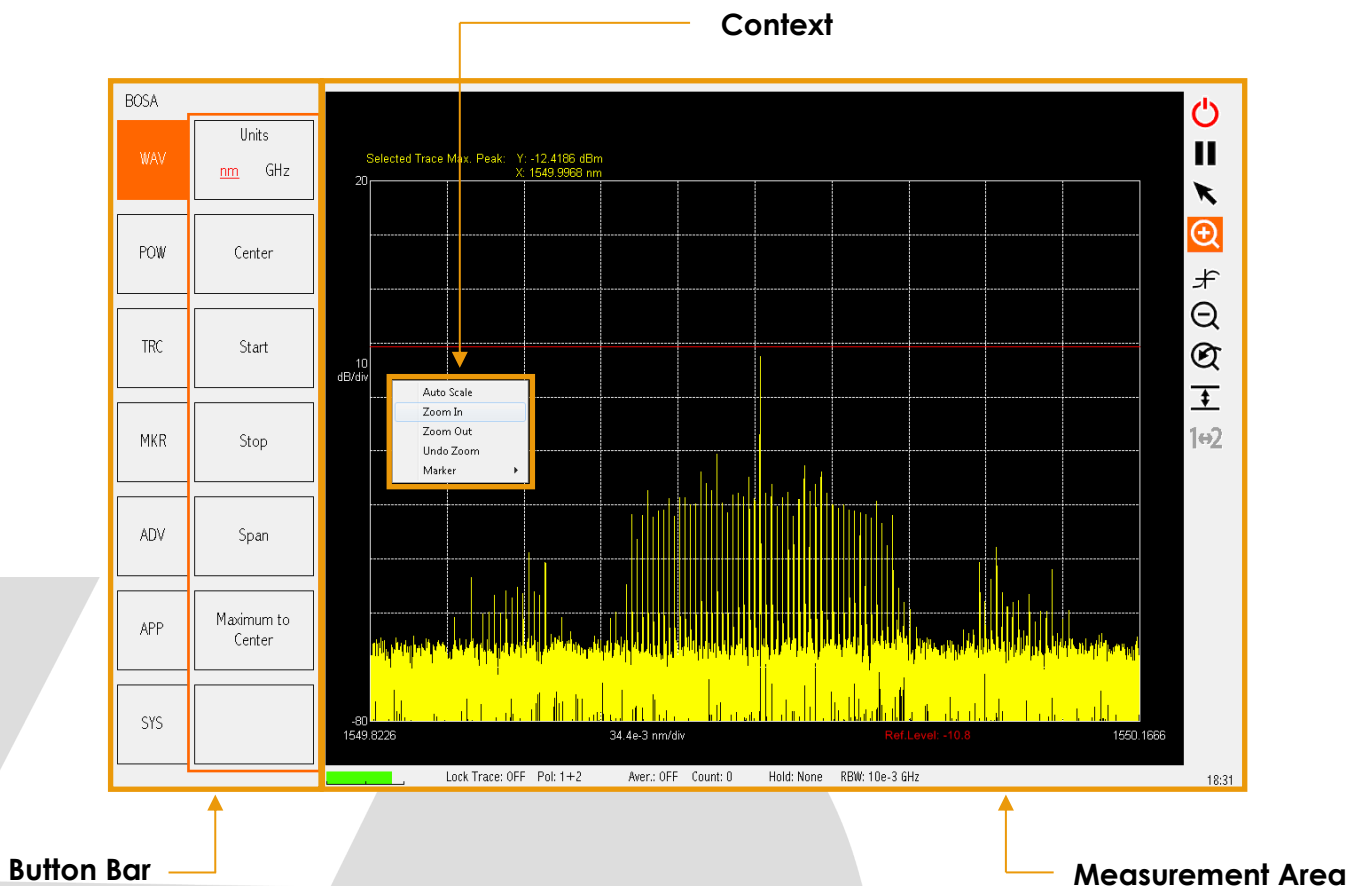 Context
BOSA
WAV
POW
TRC
MKR
ADV
APP
SYS
Units
nm GHz
Center
Start
Stop
Span
Maximum to
Center
Selected Trace Max. Peak: Y: -12.4186 dBm
X: 1549.9968 nm
20
10
dB/div
-80
Auto Scale
Zoom In
Zoom Out
Undo Zoom
Marker
1549.8226 34.4e-3 nm/div Ref.Level: -10.8 1550.1666
1⇔2
Lock Trace: OFF Pol: 1+2 Aver.: OFF Count: 0 Hold: None RBW: 10e-3 GHz
18:31
Button Bar
Measurement Area